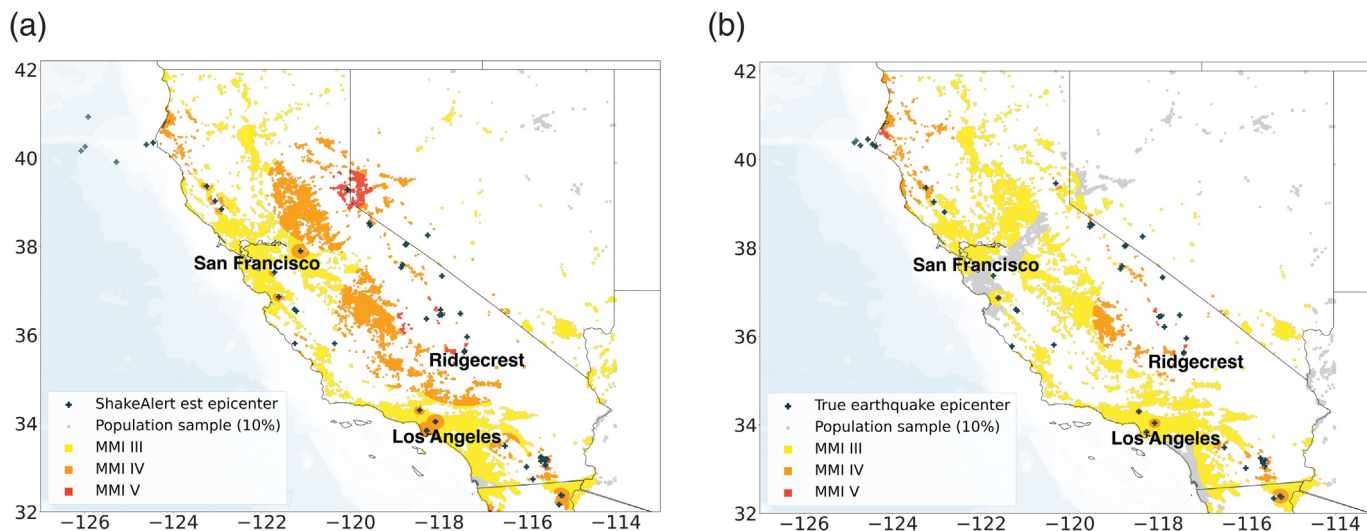 (a)
42
40
38
36
34
32
−126
−124
−122
−120
−118
−116
−114
San Francisco
Ridgecrest
Los Angeles
ShakeAlert est epicenter
Population sample (10%)
MMI III
MMI IV
MMI V
(b)
42
40
38
36
34
32
−126
−124
−122
−120
−118
−116
−114
San Francisco
Ridgecrest
Los Angeles
True earthquake epicenter
Population sample (10%)
MMI III
MMI IV
MMI V